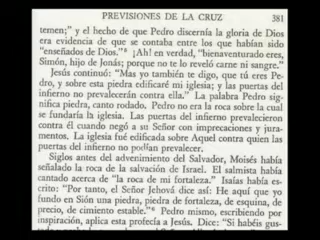 PREVISIONES DE LA CRUZ 381
temen;" y el hecho de que Pedro discernía la gloria de Dios
era evidencia de que se contaba entre los que habían sido
"enseñados de Dios." ¡Ah! en verdad, "bienaventurado eres,
Simón, hijo de Jonás; porque no te lo reveló carne ni sangre."
Jesús continuó: "Mas yo también te digo, que tú eres Pe-
dro, y sobre esta piedra edificaré mi iglesia; y las puertas del
infierno no prevalecerán contra ella." La palabra Pedro sig-
nifica piedra, canto rodado. Pedro no era la roca sobre la cual
se fundaría la iglesia. Las puertas del infierno prevalecieron
contra él cuando negó a su Señor con imprecaciones y jura-
mentos. La iglesia fué edificada sobre Aquel contra quien las
puertas del infierno no podían prevalecer.
Siglos antes del advenimiento del Salvador, Moisés había
señalado la roca de la salvación de Israel. El salmista había
cantado acerca de "la roca de mi fortaleza." Isaías había es-
crito: "Por tanto, el Señor Jehová dice así: He aquí que yo
fundo en Sión una piedra, piedra de fortaleza, de esquina, de
precio, de cimiento estable." Pedro mismo, escribiendo por
inspiración, aplica esta profecía a Jesús. Dice: "Si habéis gus-